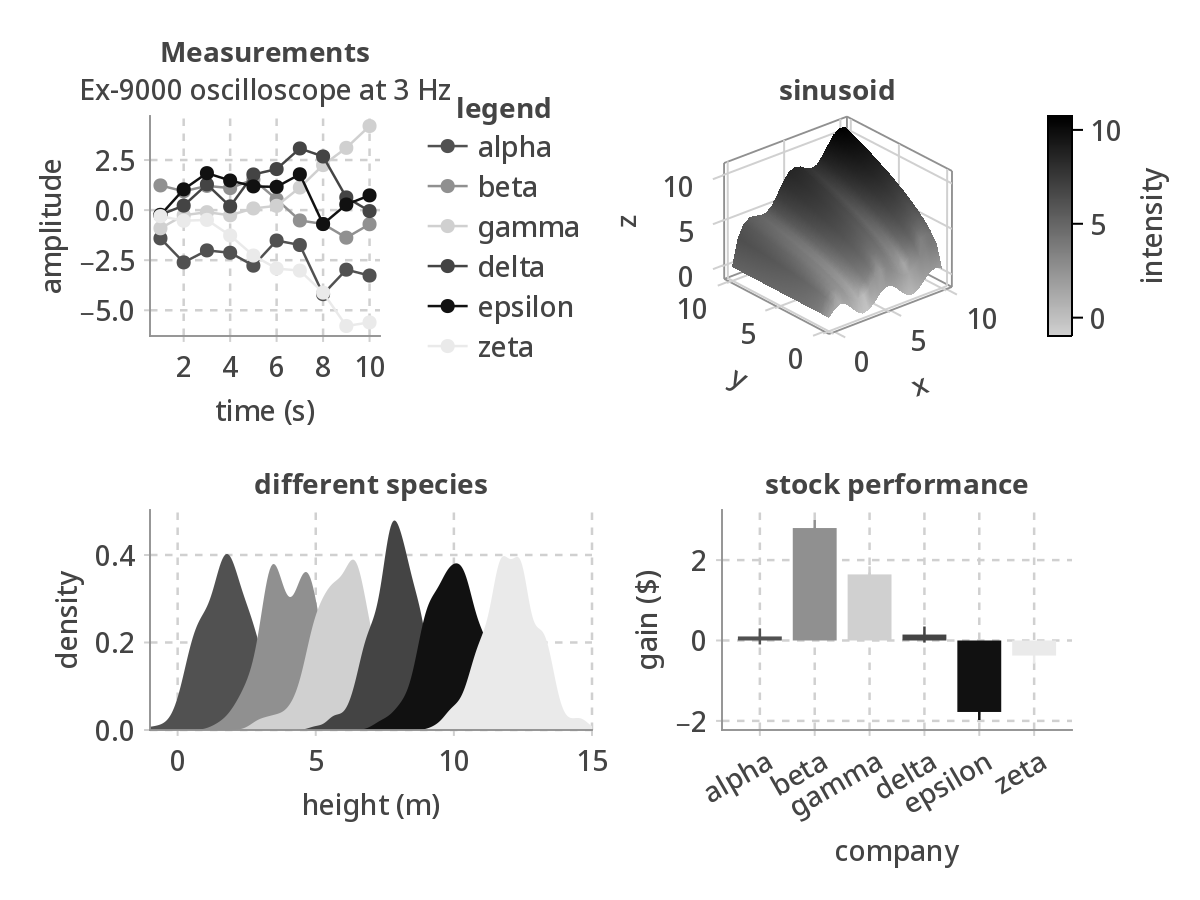 Measurements
Ex-9000 oscilloscope at 3 Hz
amplitude
2.5
0.0
−2.5
−5.0
2 4 6 8 10
time (s)
legend
alpha
beta
gamma
delta
epsilon
zeta
sinusoid
z
10
5
0
10
5
0
y
0
5
10
x
10
5
0
intensity
different species
density
0.4
0.2
0.0
0 5 10 15
height (m)
stock performance
gain ($)
2
0
−2
alpha beta gamma delta epsilon zeta
company